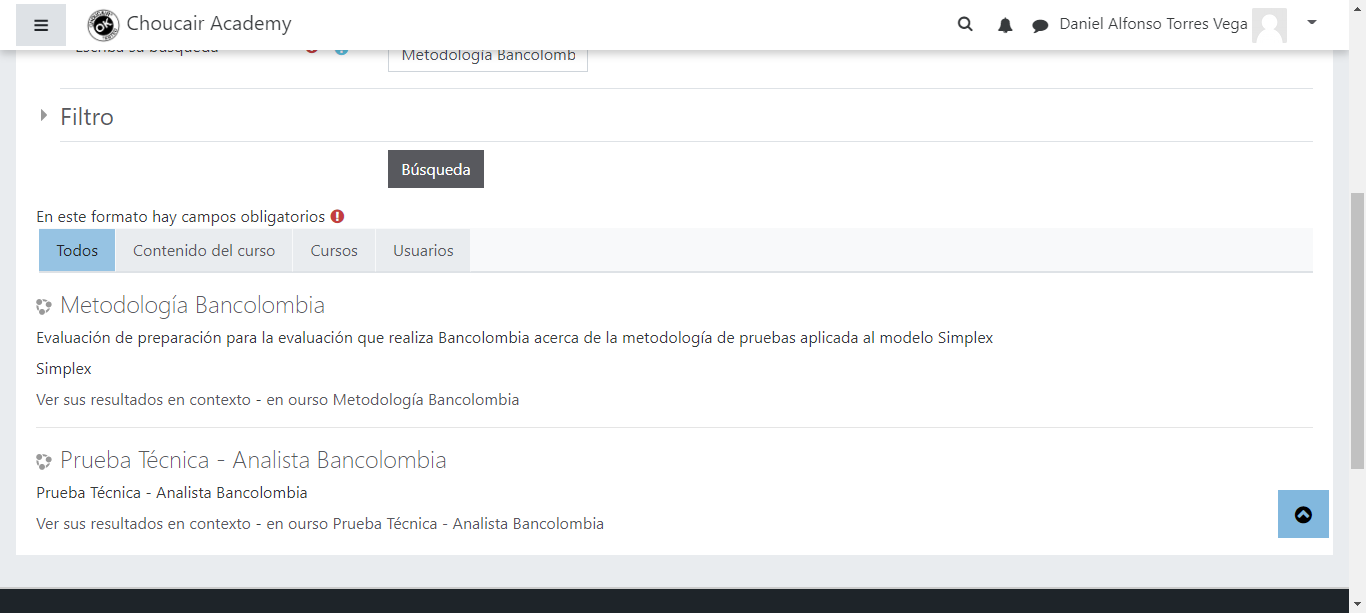 Choucair Academy
Daniel Alfonso Torres Vega
Escriba su búsqueda
Metodología Bancolomb
Filtro
Búsqueda
En este formato hay campos obligatorios
Todos
Contenido del curso
Cursos
Usuarios
Metodología Bancolombia
Evaluación de preparación para la evaluación que realiza Bancolombia acerca de la metodología de pruebas aplicada al modelo Simplex
Simplex
Ver sus resultados en contexto - en ourso Metodología Bancolombia
Prueba Técnica - Analista Bancolombia
Prueba Técnica - Analista Bancolombia
Ver sus resultados en contexto - en ourso Prueba Técnica - Analista Bancolombia